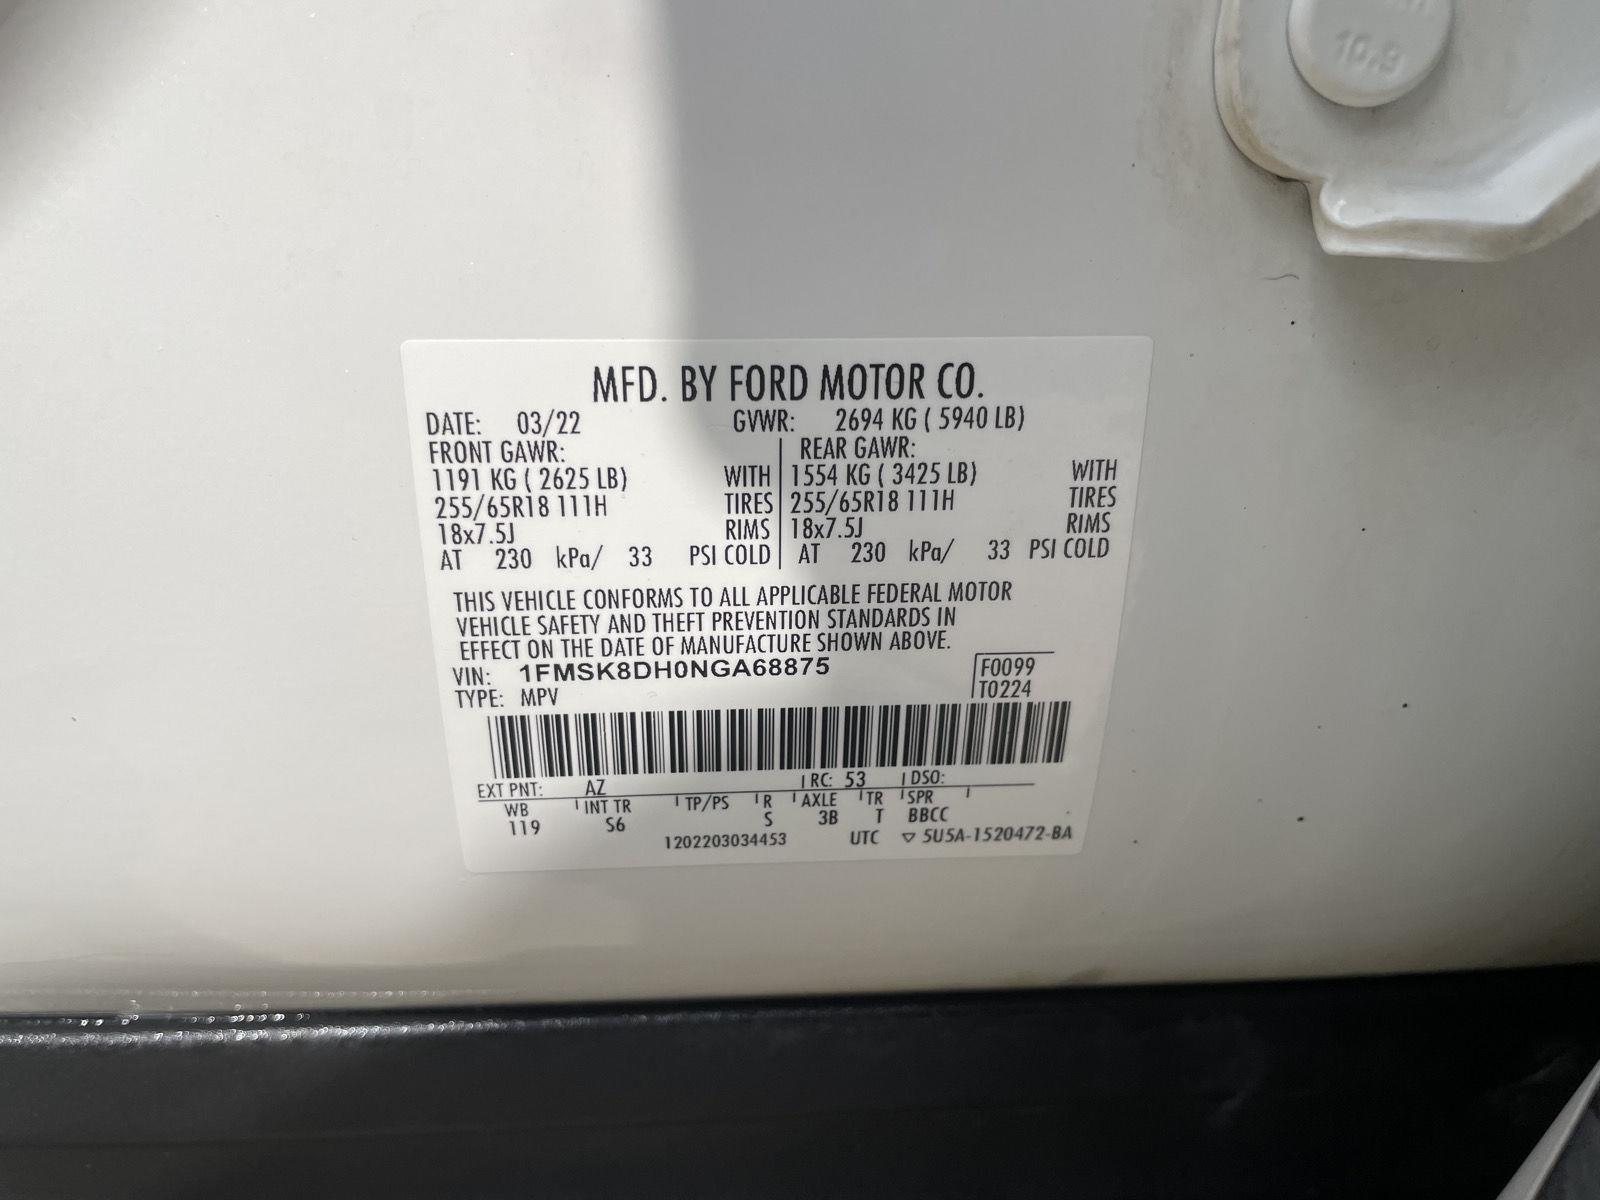 10.9
MFD. BY FORD MOTOR CO.
DATE: 03/22 GVWR: 2694 KG ( 5940 LB)
FRONT GAWR: REAR GAWR:
1191 KG ( 2625 LB) WITH 1554 KG ( 3425 LB) WITH
255/65R18 111H TIRES 255/65R18 111H TIRES
18x7.5J RIMS 18x7.5J RIMS
AT 230 kPa/ 33 PSI COLD AT 230 kPa/ 33 PSI COLD
THIS VEHICLE CONFORMS TO ALL APPLICABLE FEDERAL MOTOR
VEHICLE SAFETY AND THEFT PREVENTION STANDARDS IN
EFFECT ON THE DATE OF MANUFACTURE SHOWN ABOVE.
VIN: 1FMSK8DH0NGA68875 F0099
TYPE: MPV T0224
EXT PNT: AZ RC: 53 DSO:
WB INT TR TP/PS R AXLE TR SPR
119 S6 S 3B T BBCC
1202203034453 UTC ▽ 5U5A-1520472-BA